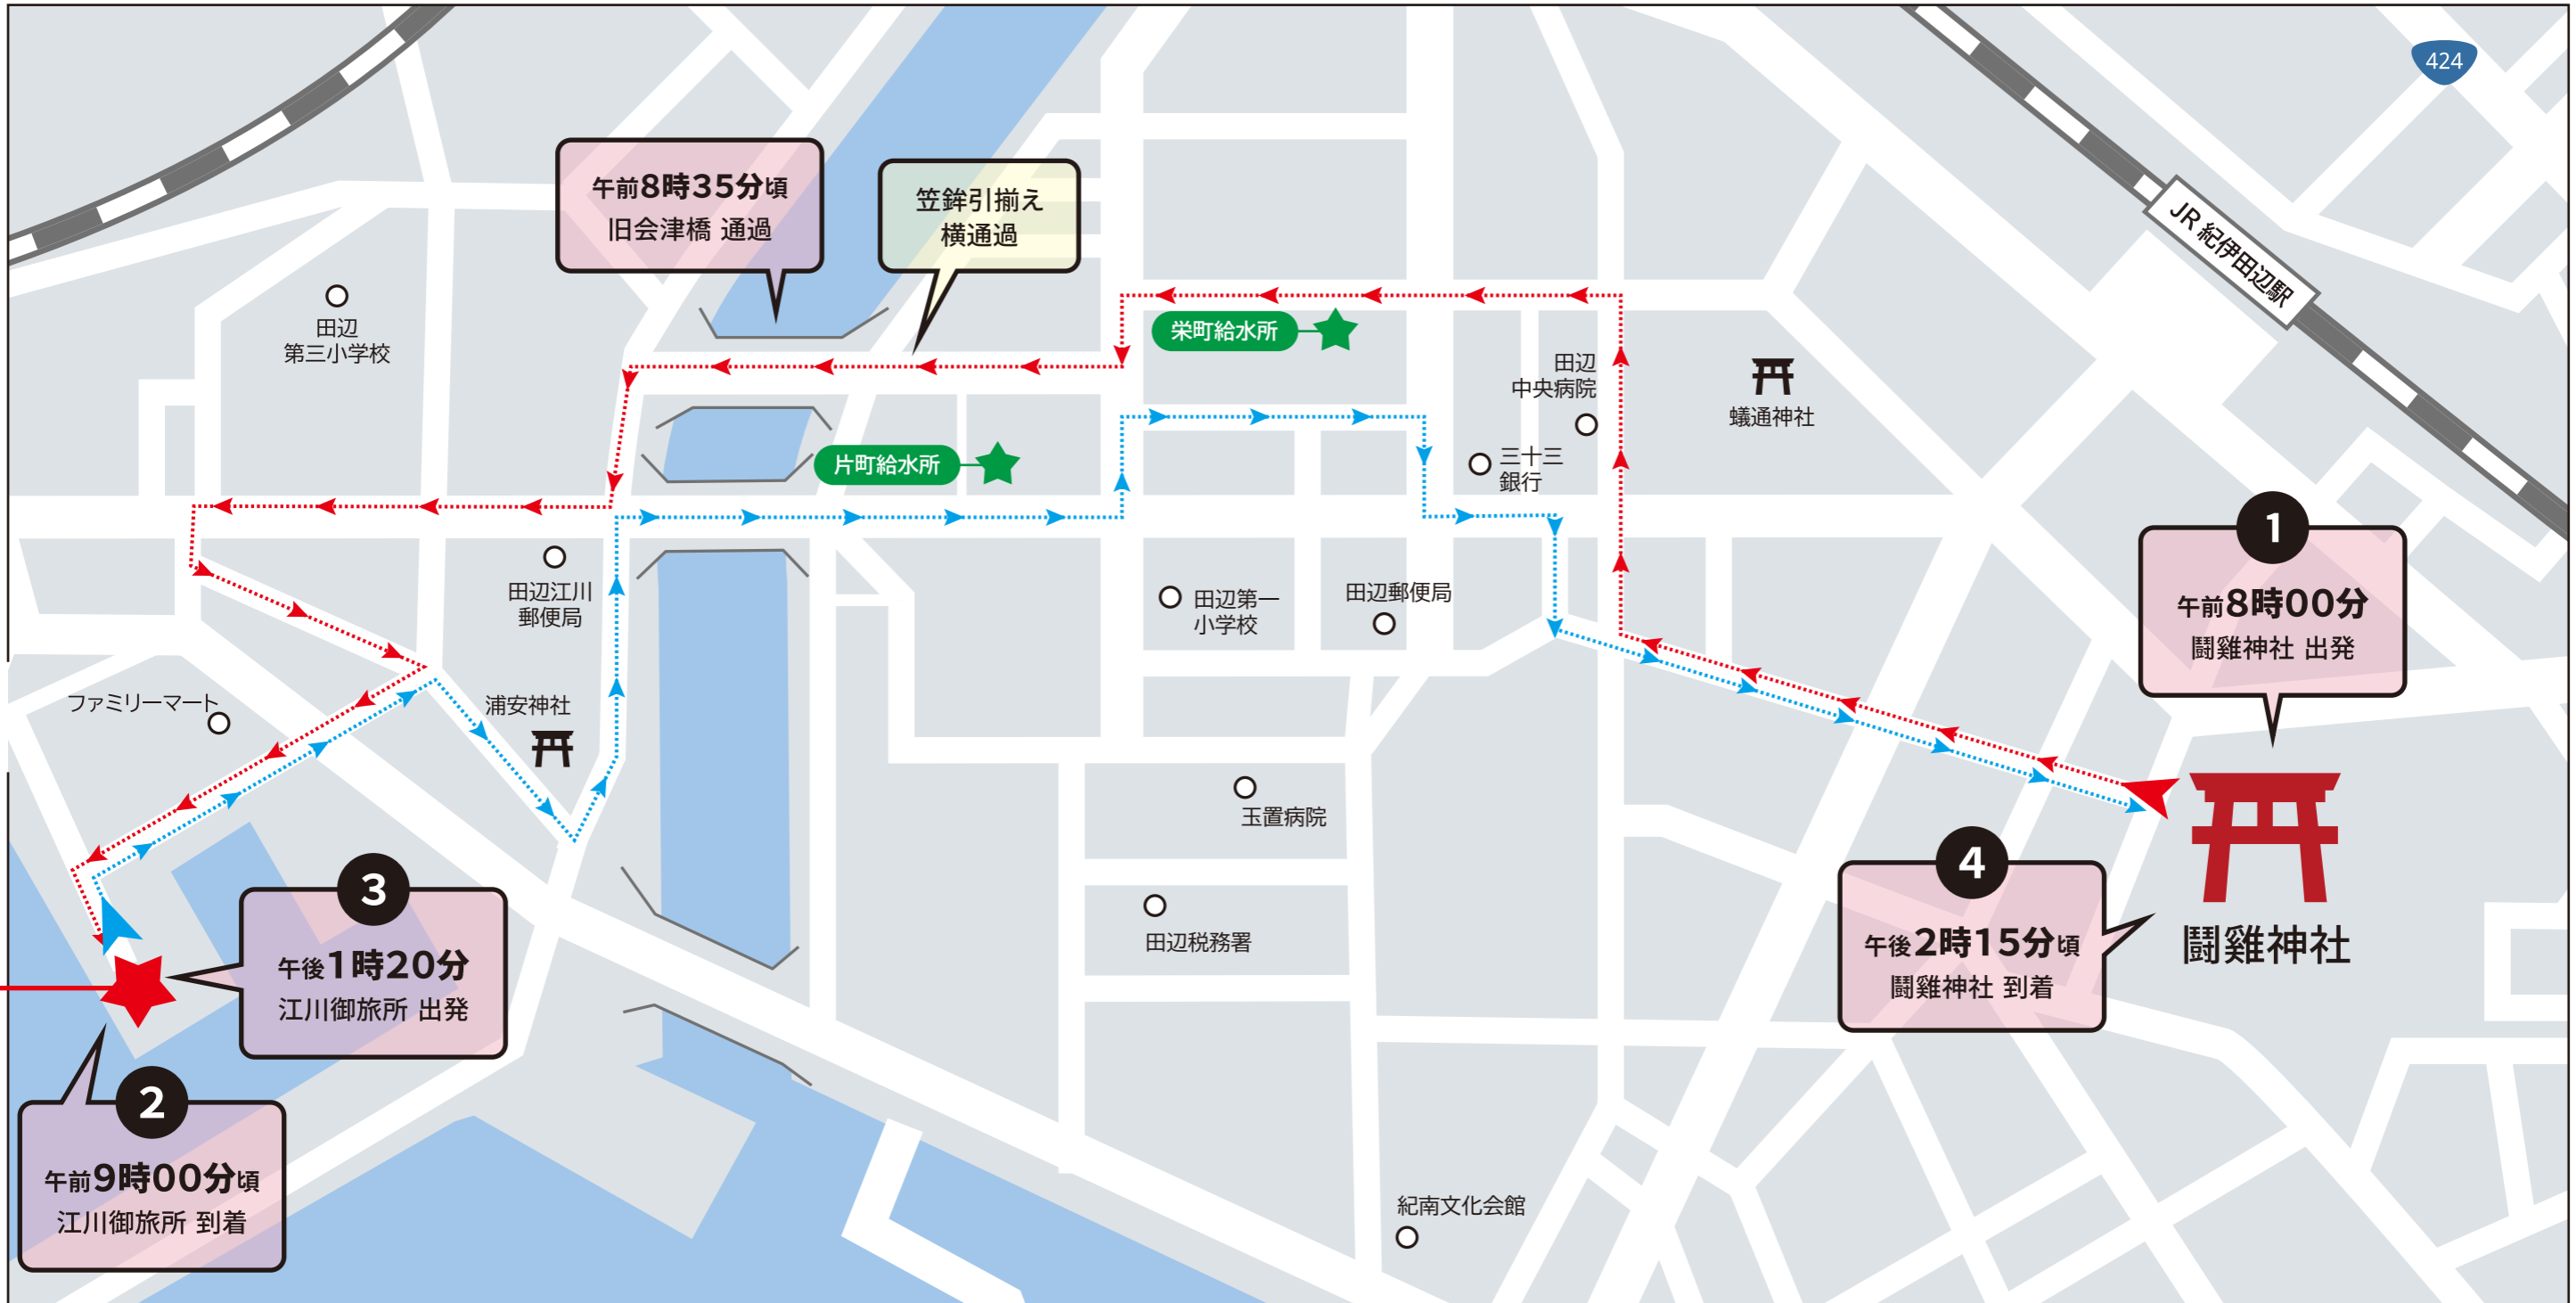 424
JR 紀伊田辺駅
午前8時35分頃
旧会津橋 通過
笠鉾引揃え
横通過
田辺
第三小学校
栄町給水所
田辺
中央病院
蟻通神社
片町給水所
三十三
銀行
1
午前8時00分
鬪雞神社 出発
田辺江川
郵便局
田辺第一
小学校
田辺郵便局
ファミリーマート
浦安神社
玉置病院
3
午後1時20分
江川御旅所 出発
田辺税務署
4
午後2時15分頃
鬪雞神社 到着
鬪雞神社
2
午前9時00分頃
江川御旅所 到着
紀南文化会館